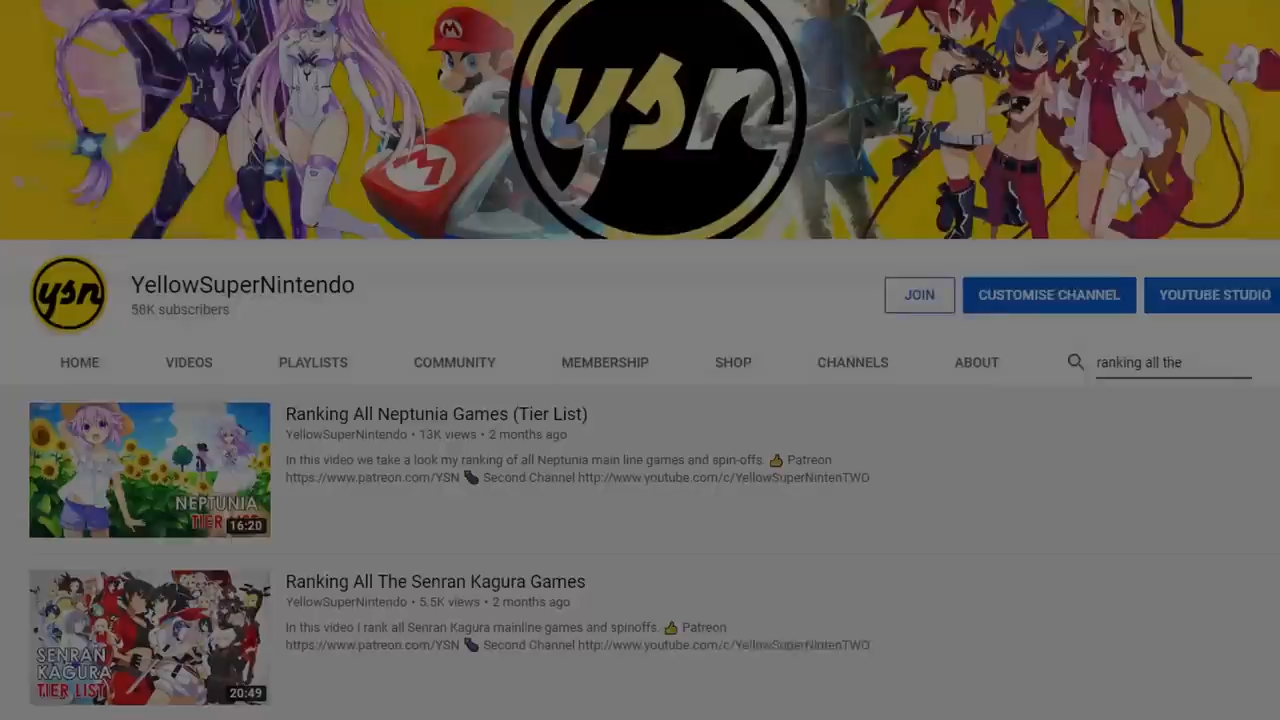 M
ysn
M
ysn
YellowSuperNintendo
58K subscribers
JOIN
CUSTOMISE CHANNEL
YOUTUBE STUDIO
HOME
VIDEOS
PLAYLISTS
COMMUNITY
MEMBERSHIP
SHOP
CHANNELS
ABOUT
ranking all the
NEPTUNIA
TIER LIST
16:20
Ranking All Neptunia Games (Tier List)
YellowSuperNintendo • 13K views • 2 months ago
In this video we take a look my ranking of all Neptunia main line games and spin-offs. 👍 Patreon
https://www.patreon.com/YSN 🍆 Second Channel http://www.youtube.com/c/YellowSuperNintenTWO
SENRAN
KAGURA
TIER LIST
20:49
Ranking All The Senran Kagura Games
YellowSuperNintendo • 5.5K views • 2 months ago
In this video I rank all Senran Kagura mainline games and spinoffs. 👍 Patreon
https://www.patreon.com/YSN 🍆 Second Channel http://www.youtube.com/c/YellowSuperNintenTWO